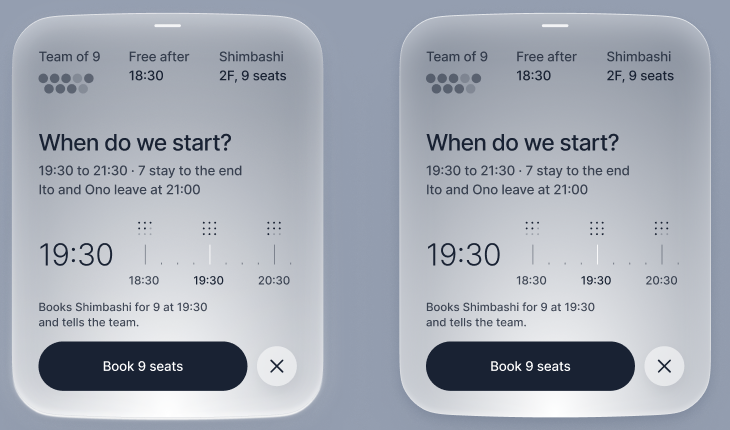 Team of 9
Free after
18:30
Shimbashi
2F, 9 seats
When do we start?
19:30 to 21:30 · 7 stay to the end
Ito and Ono leave at 21:00
19:30
18:30
19:30
20:30
Books Shimbashi for 9 at 19:30
and tells the team.
Book 9 seats
Team of 9
Free after
18:30
Shimbashi
2F, 9 seats
When do we start?
19:30 to 21:30 · 7 stay to the end
Ito and Ono leave at 21:00
19:30
18:30
19:30
20:30
Books Shimbashi for 9 at 19:30
and tells the team.
Book 9 seats